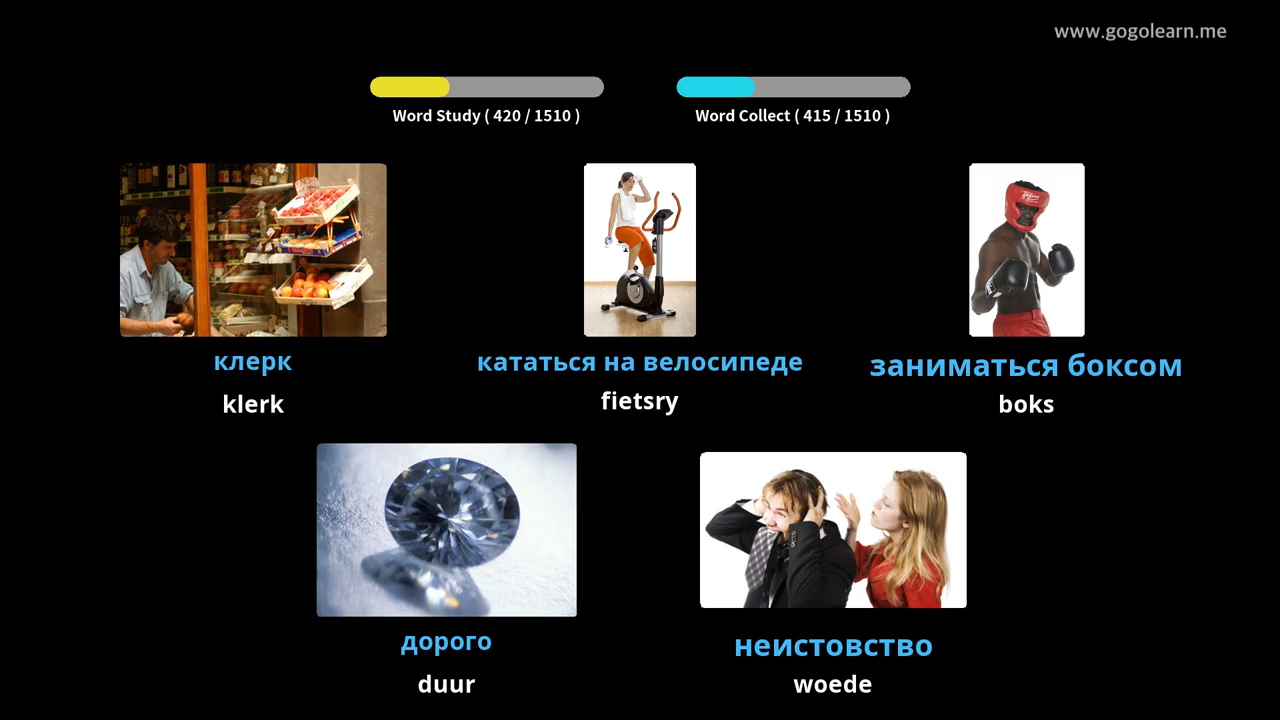 www.gogolearn.me
Word Study ( 420 / 1510 )
Word Collect ( 415 / 1510 )
клерк
кататься на велосипеде
заниматься боксом
klerk
fietsry
boks
дорого
неистовство
duur
woede